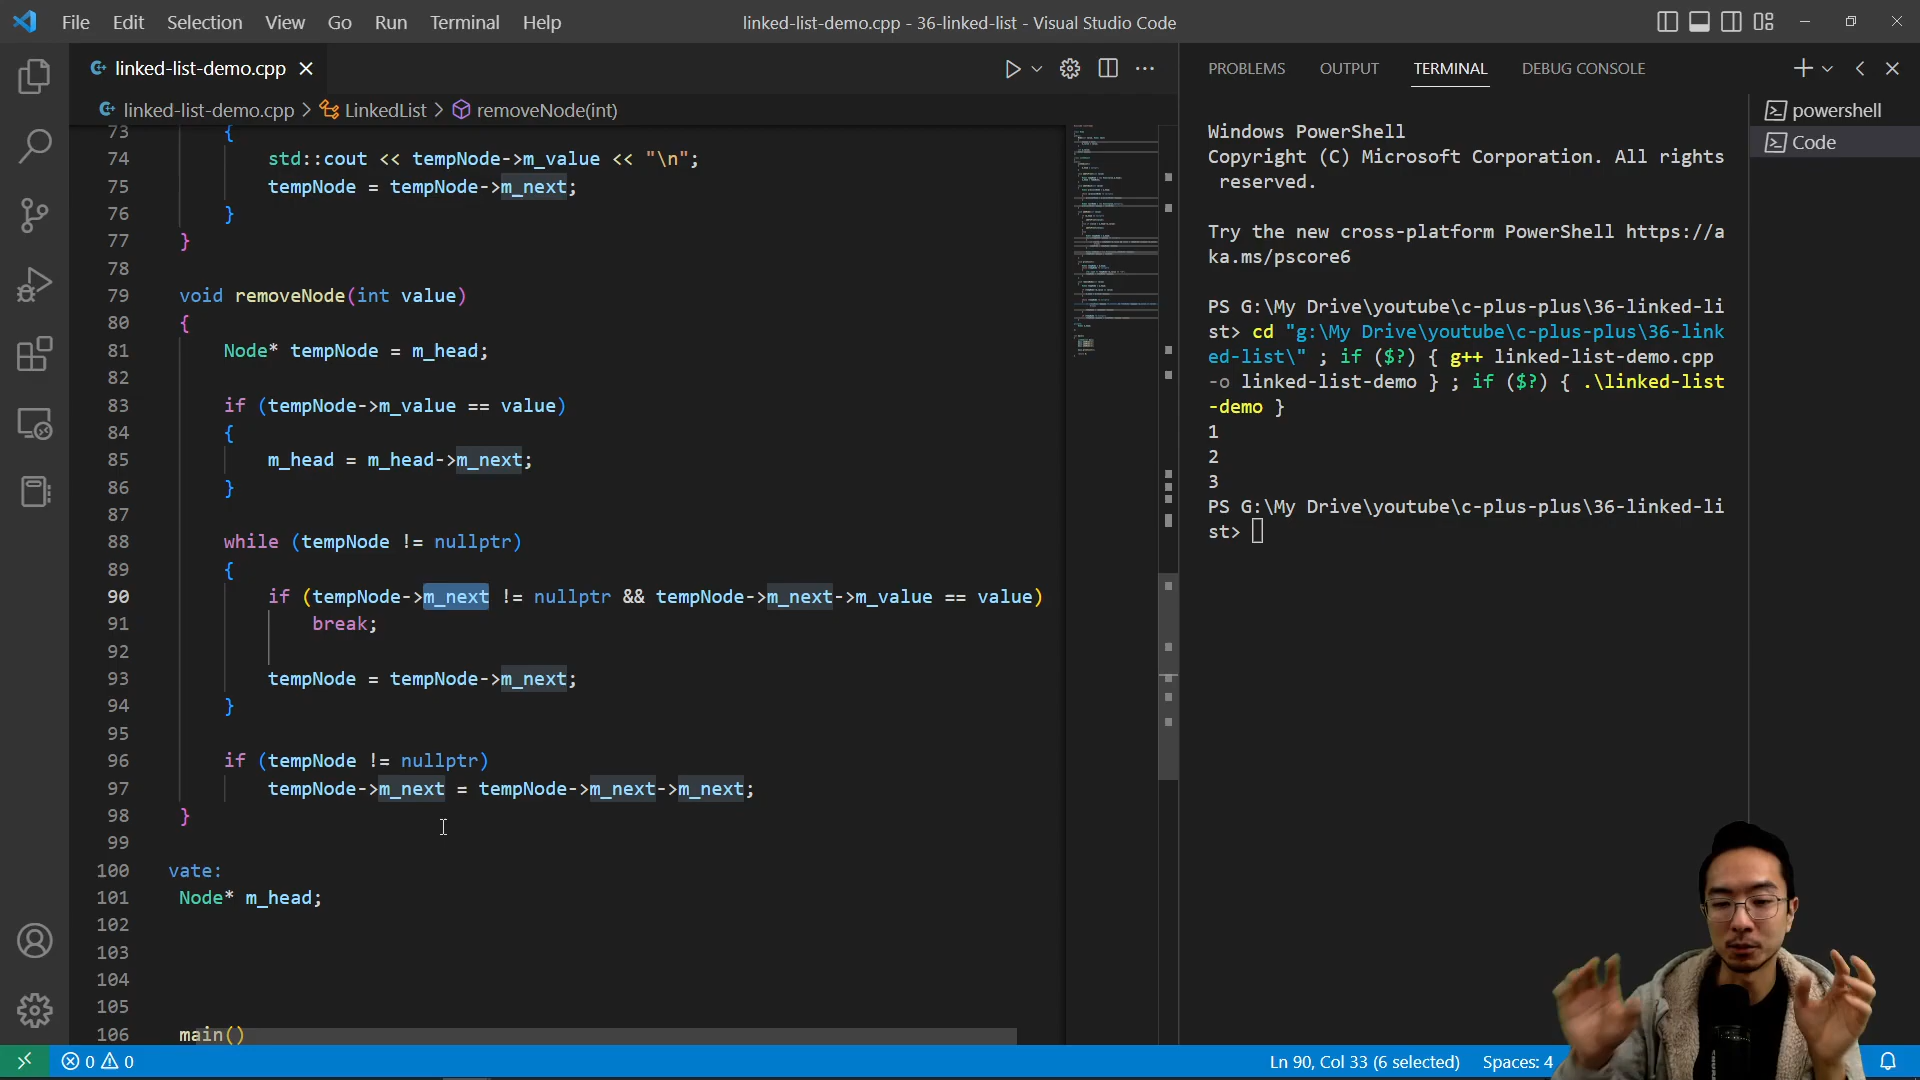 File Edit Selection View Go Run Terminal Help
linked-list-demo.cpp - 36-linked-list - Visual Studio Code
linked-list-demo.cpp
linked-list-demo.cpp > LinkedList > removeNode(int)
73 {
74 std::cout << tempNode->m_value << "\n";
75 tempNode = tempNode->m_next;
76 }
77 }
78
79 void removeNode(int value)
80 {
81 Node* tempNode = m_head;
82
83 if (tempNode->m_value == value)
84 {
85 m_head = m_head->m_next;
86 }
87
88 while (tempNode != nullptr)
89 {
90 if (tempNode->m_next != nullptr && tempNode->m_next->m_value == value)
91 break;
92
93 tempNode = tempNode->m_next;
94 }
95
96 if (tempNode != nullptr)
97 tempNode->m_next = tempNode->m_next->m_next;
98 }
99
100 vate:
101 Node* m_head;
102
103
104
105
106 main()
PROBLEMS OUTPUT TERMINAL DEBUG CONSOLE
powershell
Code
Windows PowerShell
Copyright (C) Microsoft Corporation. All rights
reserved.
Try the new cross-platform PowerShell https://a
ka.ms/pscore6
PS G:\My Drive\youtube\c-plus-plus\36-linked-li
st> cd "g:\My Drive\youtube\c-plus-plus\36-link
ed-list\" ; if ($?) { g++ linked-list-demo.cpp
-o linked-list-demo } ; if ($?) { .\linked-list
-demo }
1
2
3
PS G:\My Drive\youtube\c-plus-plus\36-linked-li
st>
0 0
Ln 90, Col 33 (6 selected) Spaces: 4